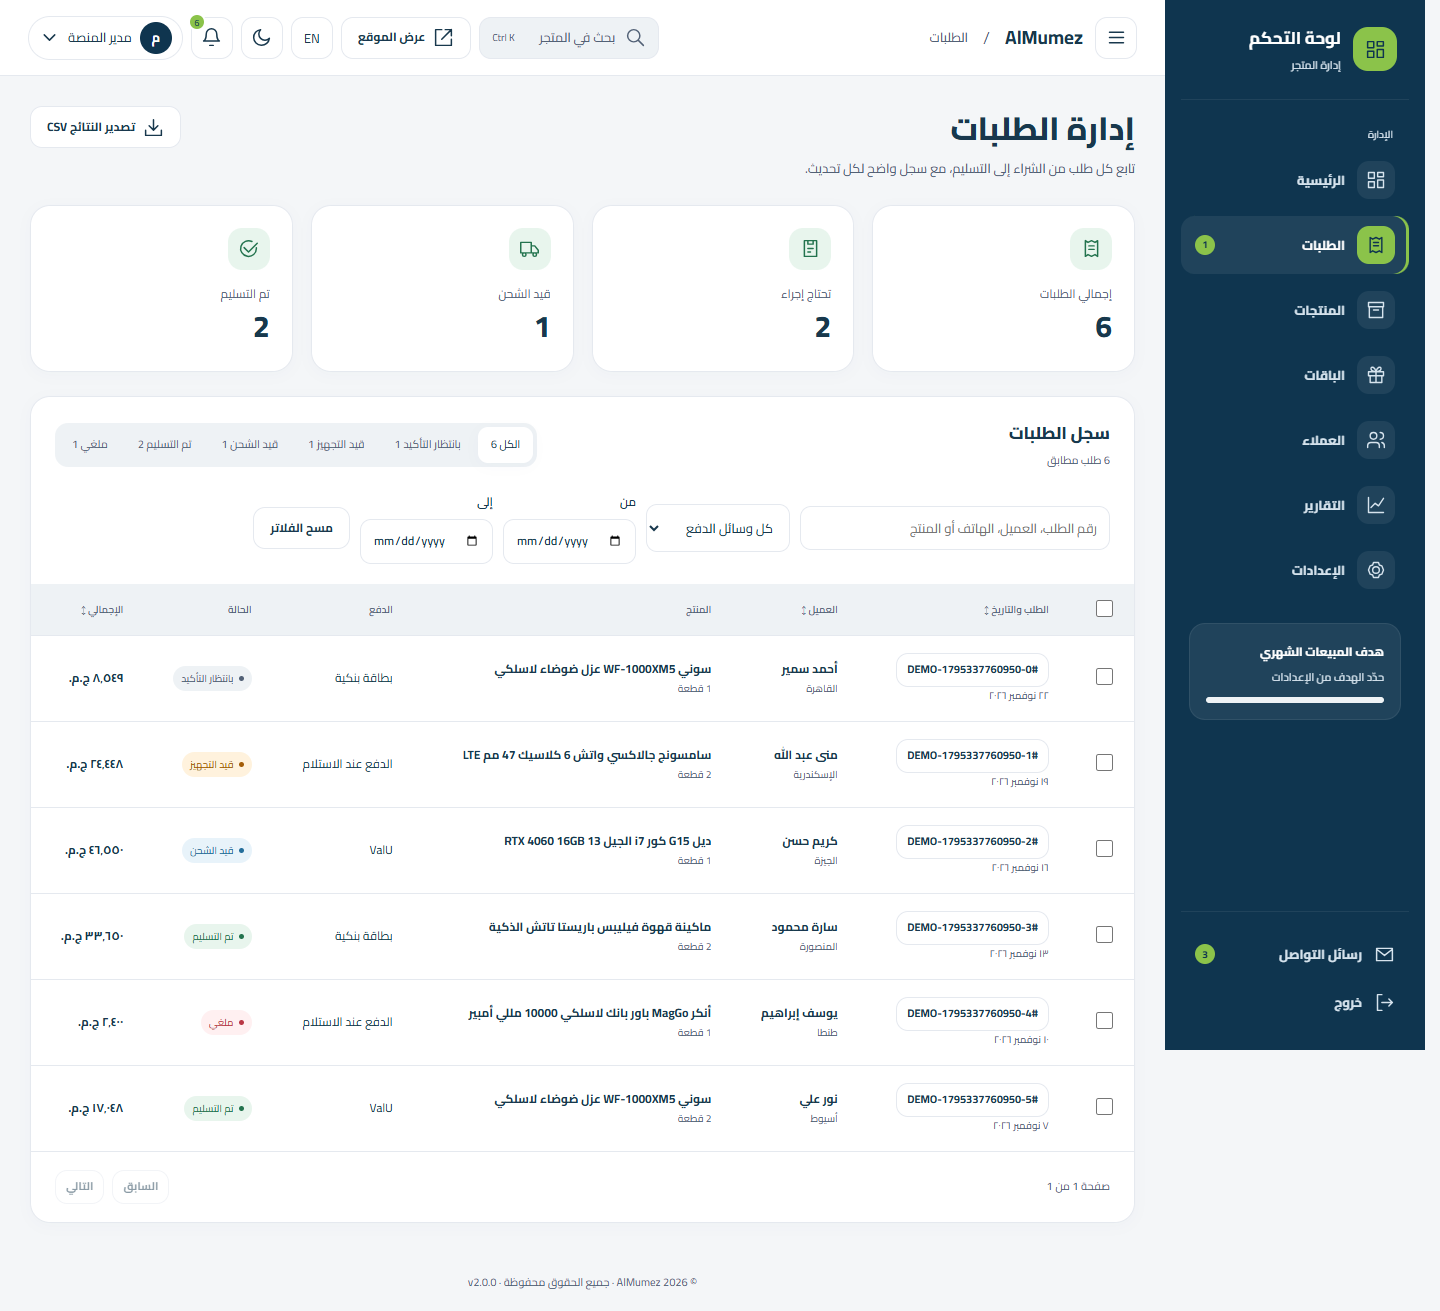 لوحة التحكم
إدارة المتجر
الإدارة
الرئيسية
الطلبات
1
المنتجات
الباقات
العملاء
التقارير
الإعدادات
هدف المبيعات الشهري
حدّد الهدف من الإعدادات
رسائل التواصل
3
خروج
AlMumez / الطلبات
بحث في المتجر
Ctrl K
عرض الموقع
EN
6
م
مدير المنصة
إدارة الطلبات
تابع كل طلب من الشراء إلى التسليم، مع سجل واضح لكل تحديث.
تصدير النتائج CSV
إجمالي الطلبات
6
تحتاج إجراء
2
قيد الشحن
1
تم التسليم
2
سجل الطلبات
6 طلب مطابق
الكل 6
بانتظار التأكيد 1
قيد التجهيز 1
قيد الشحن 1
تم التسليم 2
ملغي 1
رقم الطلب، العميل، الهاتف أو المنتج
كل وسائل الدفع
من
mm/dd/yyyy
إلى
mm/dd/yyyy
مسح الفلاتر
الطلب والتاريخ ↕
العميل ↕
المنتج
الدفع
الحالة
الإجمالي ↕
DEMO-1795337760950-0#
٢٢ نوفمبر ٢٠٢٦
أحمد سمير
القاهرة
سوني WF-1000XM5 عزل ضوضاء لاسلكي
1 قطعة
بطاقة بنكية
بانتظار التأكيد
٨,٥٤٩ ج.م.
DEMO-1795337760950-1#
١٩ نوفمبر ٢٠٢٦
منى عبد الله
الإسكندرية
سامسونج جالاكسي واتش 6 كلاسيك 47 مم LTE
2 قطعة
الدفع عند الاستلام
قيد التجهيز
٢٤,٤٤٨ ج.م.
DEMO-1795337760950-2#
١٦ نوفمبر ٢٠٢٦
كريم حسن
الجيزة
ديل G15 كور i7 الجيل 13 RTX 4060 16GB
1 قطعة
ValU
قيد الشحن
٤٦,٥٥٠ ج.م.
DEMO-1795337760950-3#
١٣ نوفمبر ٢٠٢٦
سارة محمود
المنصورة
ماكينة قهوة فيليبس باريستا تاتش الذكية
2 قطعة
بطاقة بنكية
تم التسليم
٣٣,٦٥٠ ج.م.
DEMO-1795337760950-4#
١٠ نوفمبر ٢٠٢٦
يوسف إبراهيم
طنطا
أنكر MagGo باور بانك لاسلكي 10000 مللي أمبير
1 قطعة
الدفع عند الاستلام
ملغي
٢,٤٠٠ ج.م.
DEMO-1795337760950-5#
٧ نوفمبر ٢٠٢٦
نور علي
أسيوط
سوني WF-1000XM5 عزل ضوضاء لاسلكي
2 قطعة
ValU
تم التسليم
١٧,٠٤٨ ج.م.
صفحة 1 من 1
السابق
التالي
© 2026 AlMumez · جميع الحقوق محفوظة · v2.0.0